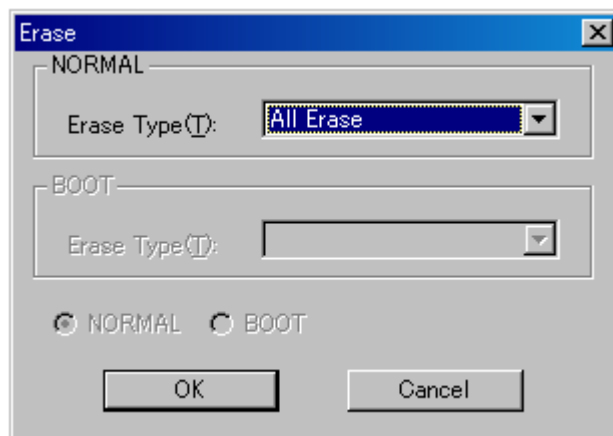 Erase
NORMAL
Erase Type(T): All Erase
BOOT
Erase Type(T):
NORMAL BOOT
OK Cancel